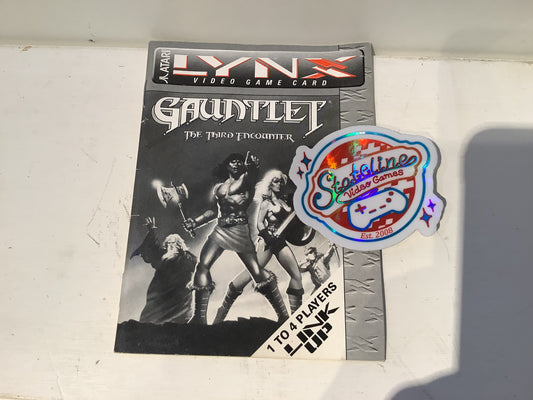 ATARI
LYNX
VIDEO GAME CARD
GAUNTLET
THE THIRD ENCOUNTER
Stateline
Video Games
Est. 2008
1 TO 4 PLAYERS
LINK
UP